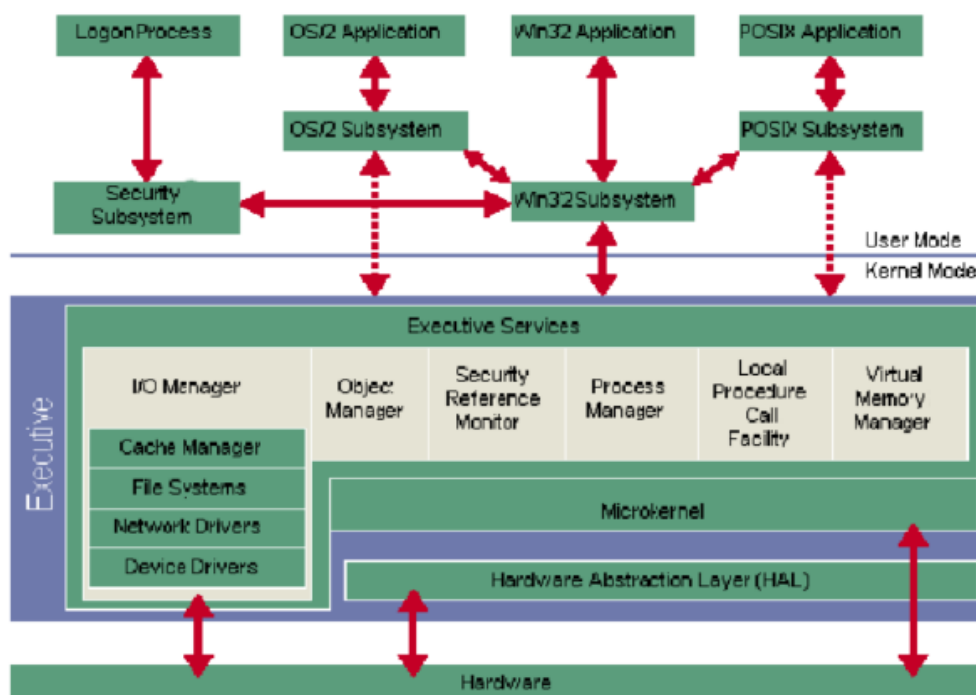 Logon Process
OS/2 Application
Win32 Application
POSIX Application
OS/2 Subsystem
POSIX Subsystem
Security
Subsystem
Win32 Subsystem
User Mode
Kernel Mode
Executive
Executive Services
I/O Manager
Object
Manager
Security
Reference
Monitor
Process
Manager
Local
Procedure
Call
Facility
Virtual
Memory
Manager
Cache Manager
File Systems
Network Drivers
Device Drivers
Microkernel
Hardware Abstraction Layer (HAL)
Hardware